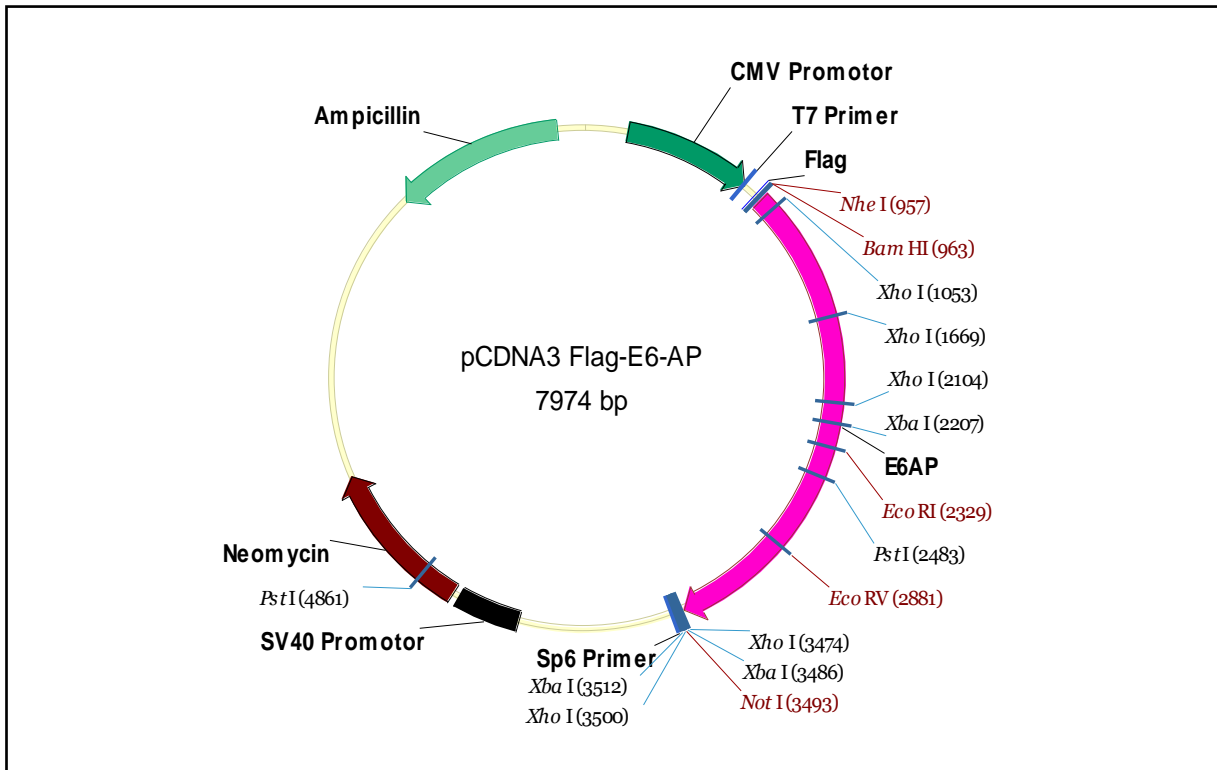 CMV Promotor
Ampicillin
T7 Primer
Flag
Nhe I (957)
Bam HI (963)
Xho I (1053)
Xho I (1669)
pCDNA3 Flag-E6-AP
7974 bp
Xho I (2104)
Xba I (2207)
E6AP
Eco RI (2329)
Pst I (2483)
Neomycin
Pst I (4861)
Eco RV (2881)
SV40 Promotor
Sp6 Primer
Xho I (3474)
Xba I (3486)
Xba I (3512)
Not I (3493)
Xho I (3500)